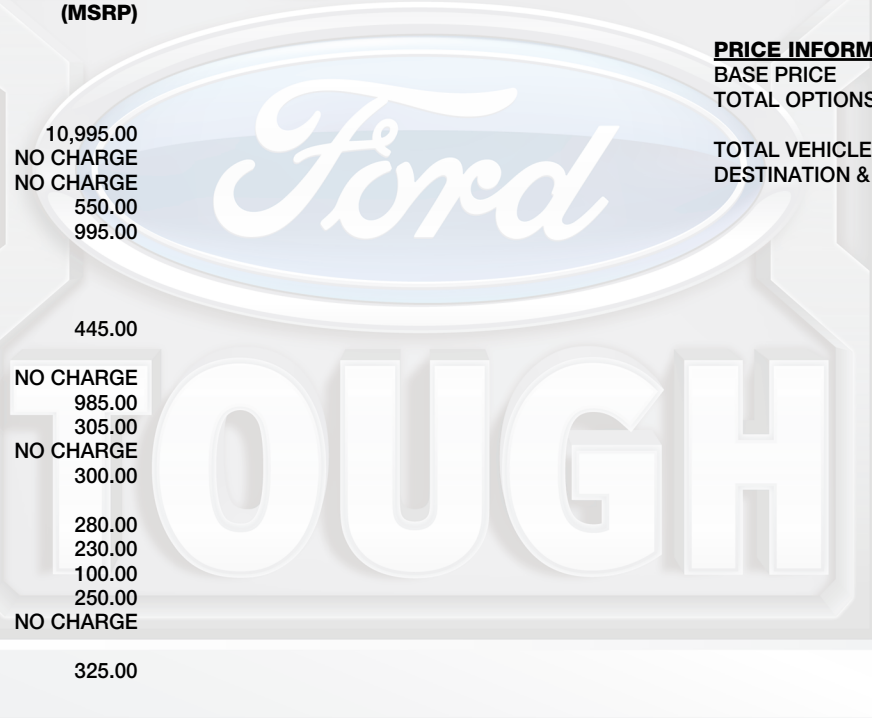 (MSRP)
10,995.00
NO CHARGE
NO CHARGE
550.00
995.00
445.00
NO CHARGE
985.00
305.00
NO CHARGE
300.00
280.00
230.00
100.00
250.00
NO CHARGE
325.00
PRICE INFORM
BASE PRICE
TOTAL OPTIONS
TOTAL VEHICLE
DESTINATION &
Ford
TOUGH